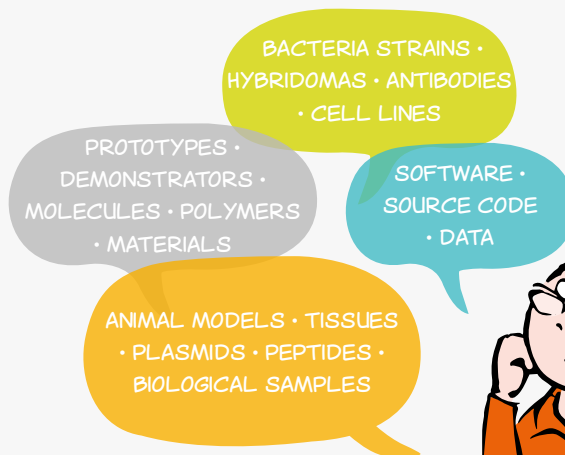 BACTERIA STRAINS •
HYBRIDOMAS • ANTIBODIES
• CELL LINES
PROTOTYPES •
DEMONSTRATORS •
MOLECULES • POLYMERS
• MATERIALS
SOFTWARE •
SOURCE CODE
• DATA
ANIMAL MODELS • TISSUES
• PLASMIDS • PEPTIDES •
BIOLOGICAL SAMPLES